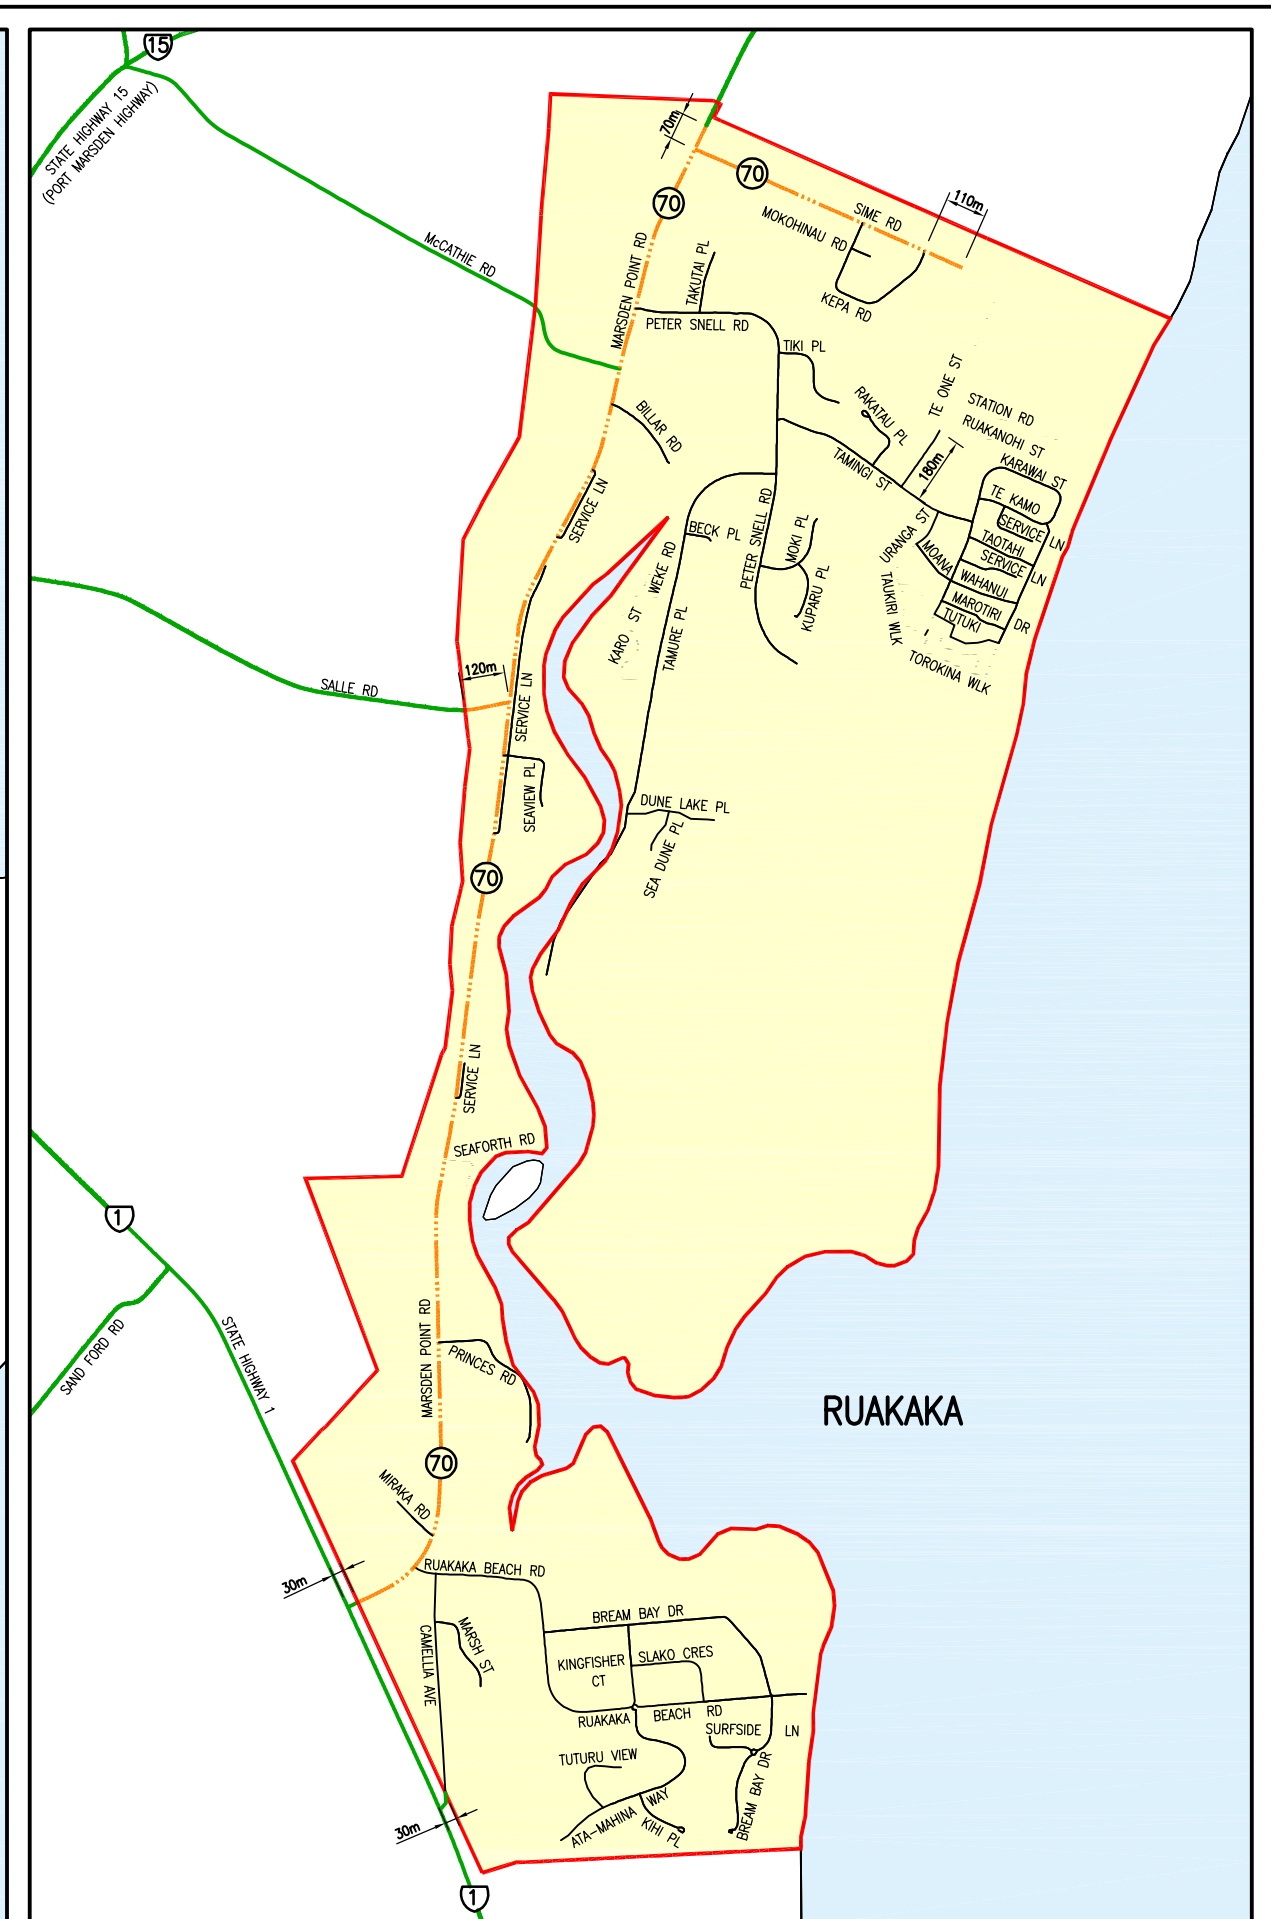 15
STATE HIGHWAY 15
(PORT MARSDEN HIGHWAY)
70m
70
70
110m
SIME RD
MOKOHINAU RD
KEPA RD
McCATHIE RD
MARSDEN POINT RD
TAKUTAI PL
PETER SNELL RD
TIKI PL
RAKATAU PL
TE ONE ST
STATION RD
RUAKANOHI ST
KARAWAI ST
BILLAR RD
TAMINGI ST
180m
TE KAMO
SERVICE LN
SERVICE LN
BECK PL
PETER SNELL RD
MOKI PL
URANGA ST
MOANA
TAOTAHI
SERVICE LN
WAHANUI
MAROTIRI DR
TUTUKI
WEKE RD
KARO ST
TAMURE PL
KUPARU PL
TAUKIRI WLK
TOROKINA WLK
120m
SALLE RD
SERVICE LN
SEAVIEW PL
DUNE LAKE PL
SEA DUNE PL
70
SERVICE LN
SEAFORTH RD
1
SAND FORD RD
STATE HIGHWAY 1
MARSDEN POINT RD
PRINCES RD
RUAKAKA
70
MIRAKA RD
30m
RUAKAKA BEACH RD
CAMELLIA AVE
MARSH ST
BREAM BAY DR
KINGFISHER
CT
SLAKO CRES
RUAKAKA BEACH RD
SURFSIDE LN
TUTURU VIEW
ATA-MAHINA WAY
KIHI PL
BREAM BAY DR
30m
1